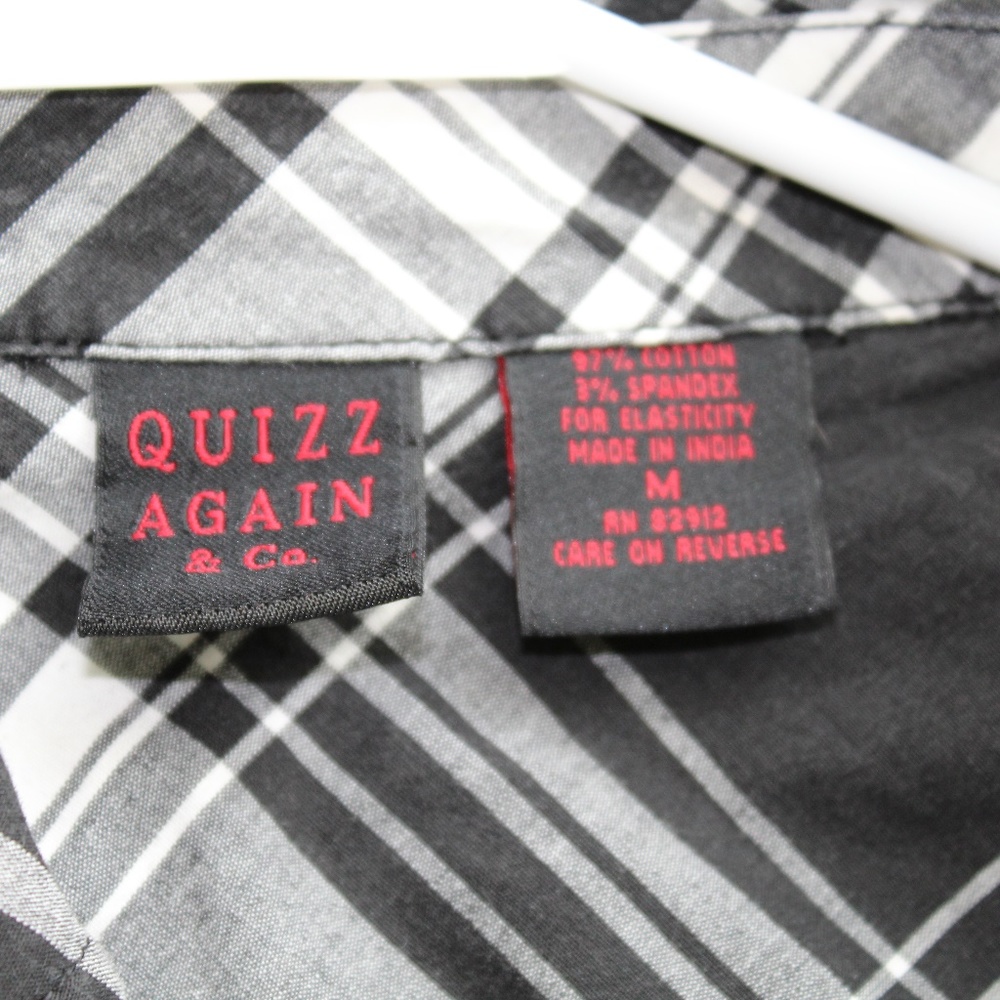 QUIZZ
AGAIN
& Co.
97% COTTON
3% SPANDEX
FOR ELASTICITY
MADE IN INDIA
M
RN 82912
CARE ON REVERSE